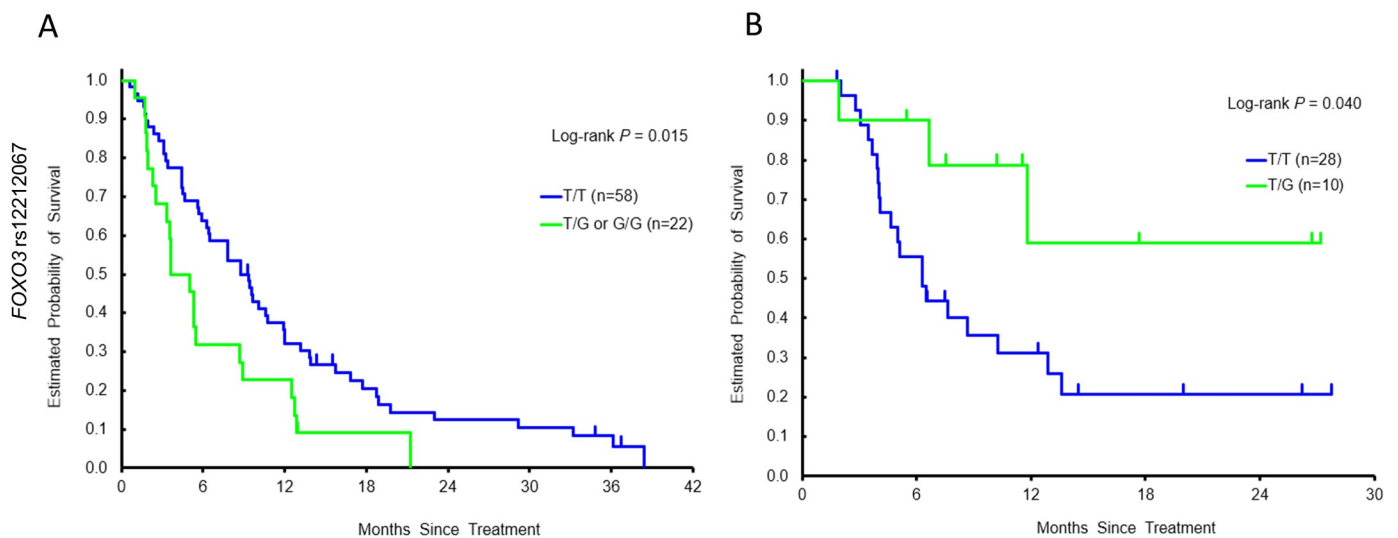 A
FOXO3 rs12212067
Estimated Probability of Survival
1.0
0.9
0.8
0.7
0.6
0.5
0.4
0.3
0.2
0.1
0.0
Log-rank P = 0.015
T/T (n=58)
T/G or G/G (n=22)
0 6 12 18 24 30 36 42
Months Since Treatment
B
Estimated Probability of Survival
1.0
0.9
0.8
0.7
0.6
0.5
0.4
0.3
0.2
0.1
0.0
Log-rank P = 0.040
T/T (n=28)
T/G (n=10)
0 6 12 18 24 30
Months Since Treatment